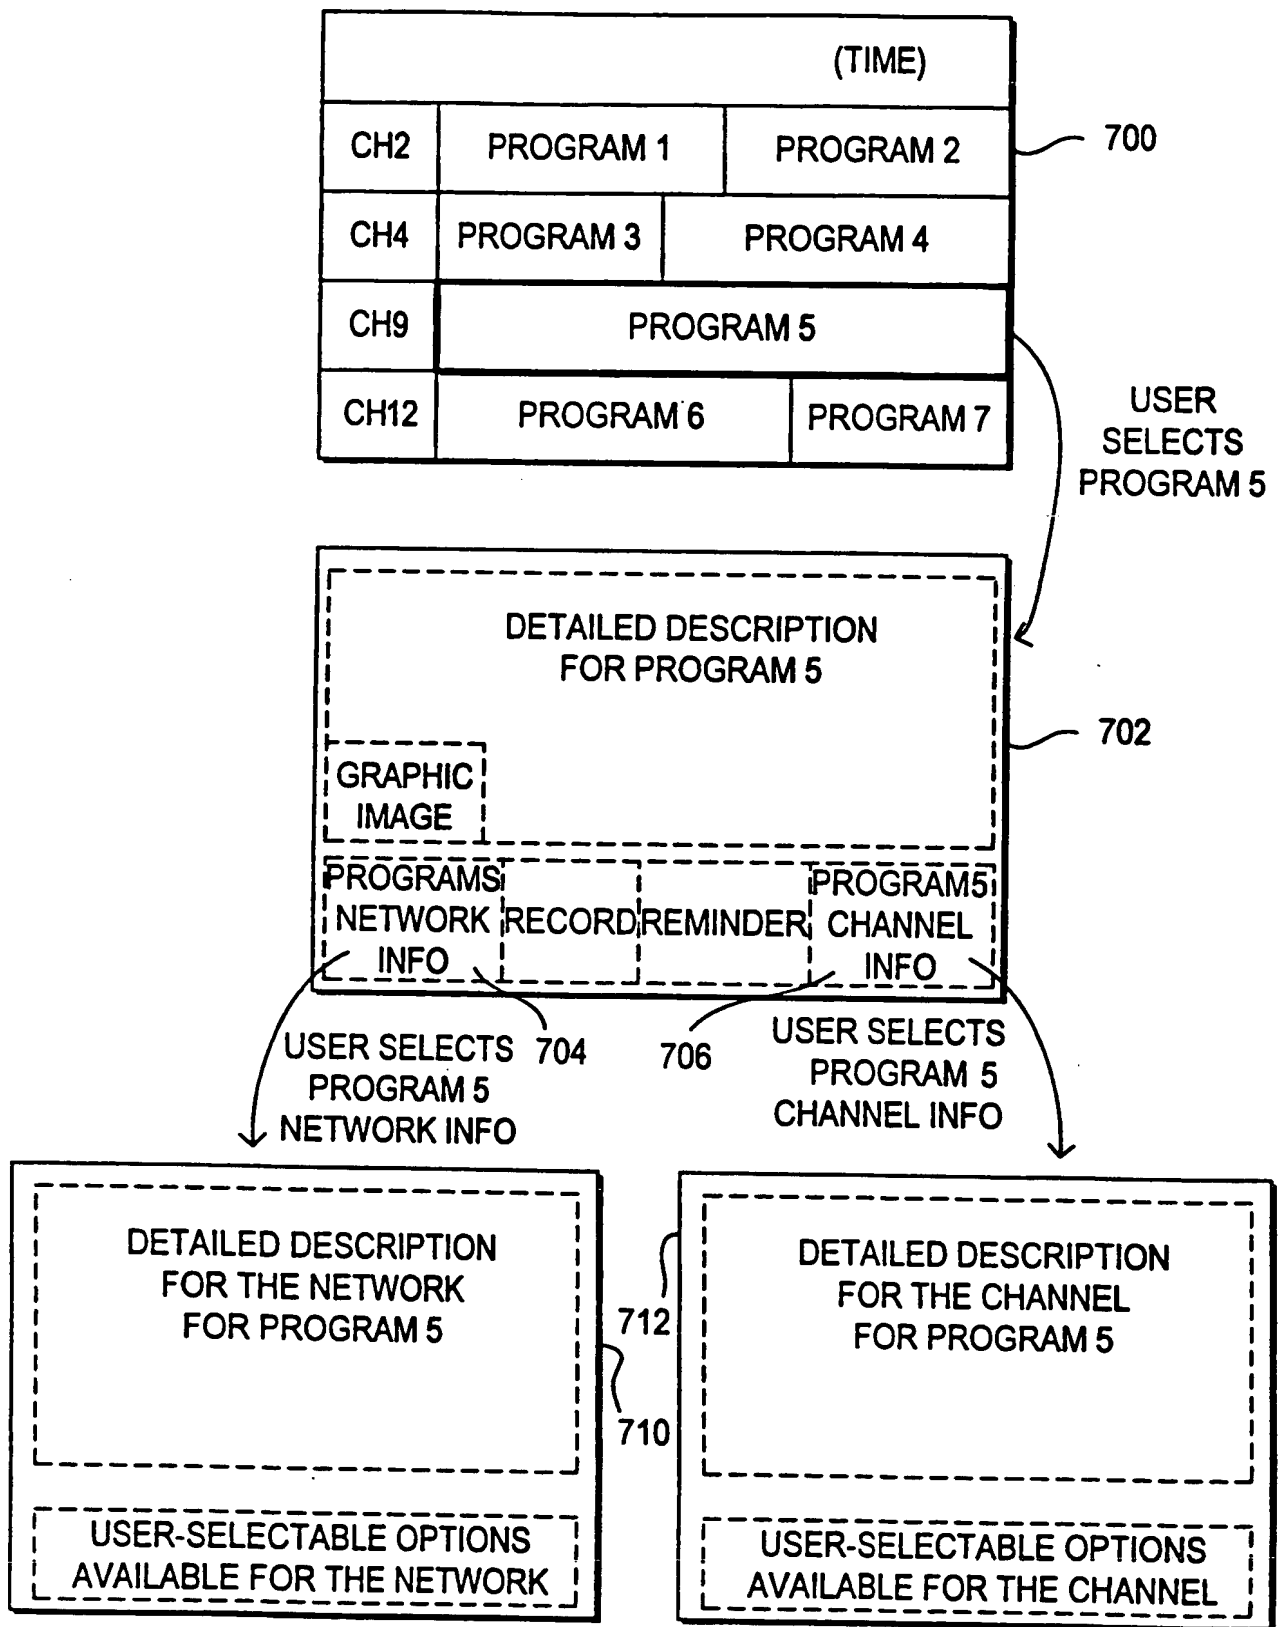 (TIME)
CH2 PROGRAM 1 PROGRAM 2
700
CH4 PROGRAM 3 PROGRAM 4
CH9 PROGRAM 5
CH12 PROGRAM 6 PROGRAM 7
USER
SELECTS
PROGRAM 5
DETAILED DESCRIPTION
FOR PROGRAM 5
702
GRAPHIC
IMAGE
PROGRAMS
NETWORK
INFO
RECORD
REMINDER
PROGRAM5
CHANNEL
INFO
704
706
USER SELECTS
PROGRAM 5
NETWORK INFO
USER SELECTS
PROGRAM 5
CHANNEL INFO
DETAILED DESCRIPTION
FOR THE NETWORK
FOR PROGRAM 5
710
USER-SELECTABLE OPTIONS
AVAILABLE FOR THE NETWORK
712
DETAILED DESCRIPTION
FOR THE CHANNEL
FOR PROGRAM 5
USER-SELECTABLE OPTIONS
AVAILABLE FOR THE CHANNEL